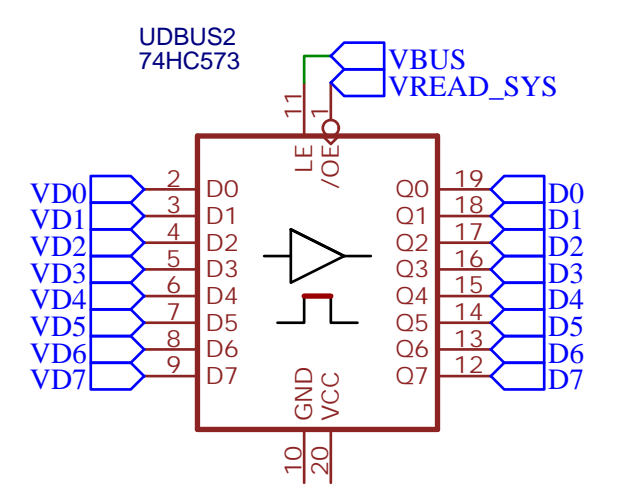 UDBUS2
74HC573
VBUS
VREAD_SYS
11
1
LE
/OE
VD0 2 D0 Q0 19 D0
VD1 3 D1 Q1 18 D1
VD2 4 D2 Q2 17 D2
VD3 5 D3 Q3 16 D3
VD4 6 D4 Q4 15 D4
VD5 7 D5 Q5 14 D5
VD6 8 D6 Q6 13 D6
VD7 9 D7 Q7 12 D7
GND
VCC
10
20